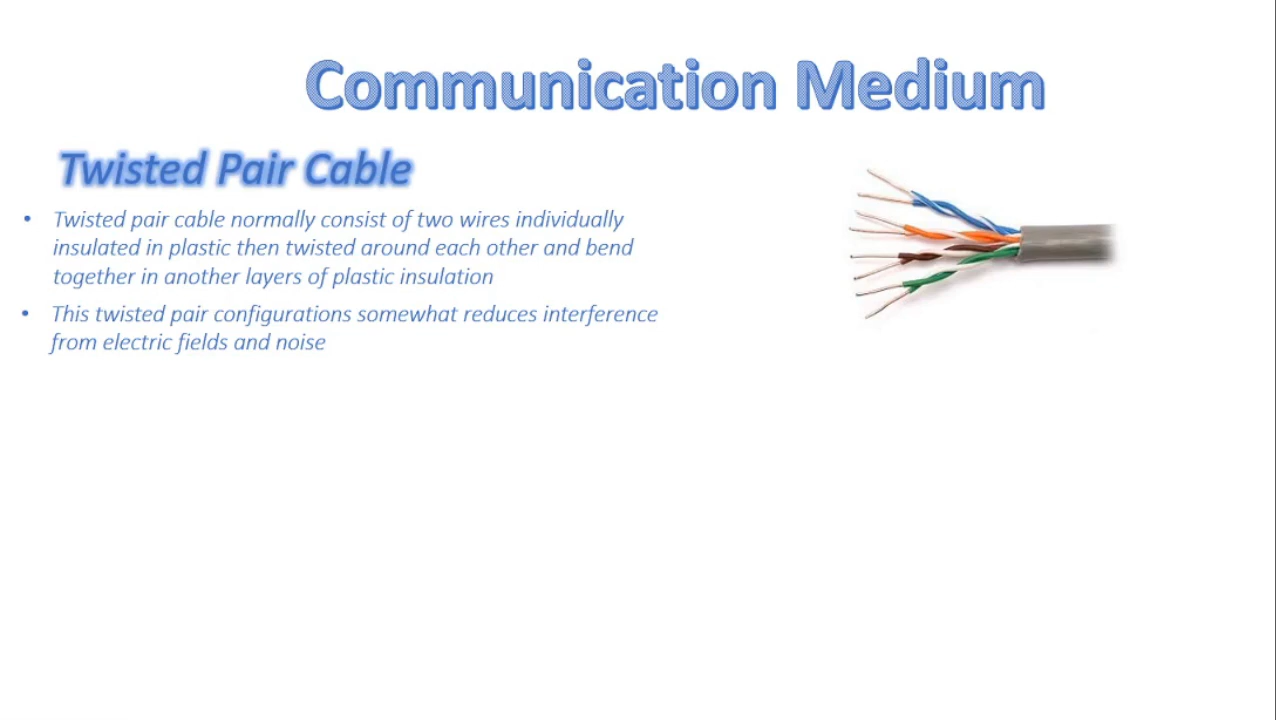 Communication Medium
Twisted Pair Cable
• Twisted pair cable normally consist of two wires individually
insulated in plastic then twisted around each other and bend
together in another layers of plastic insulation
• This twisted pair configurations somewhat reduces interference
from electric fields and noise